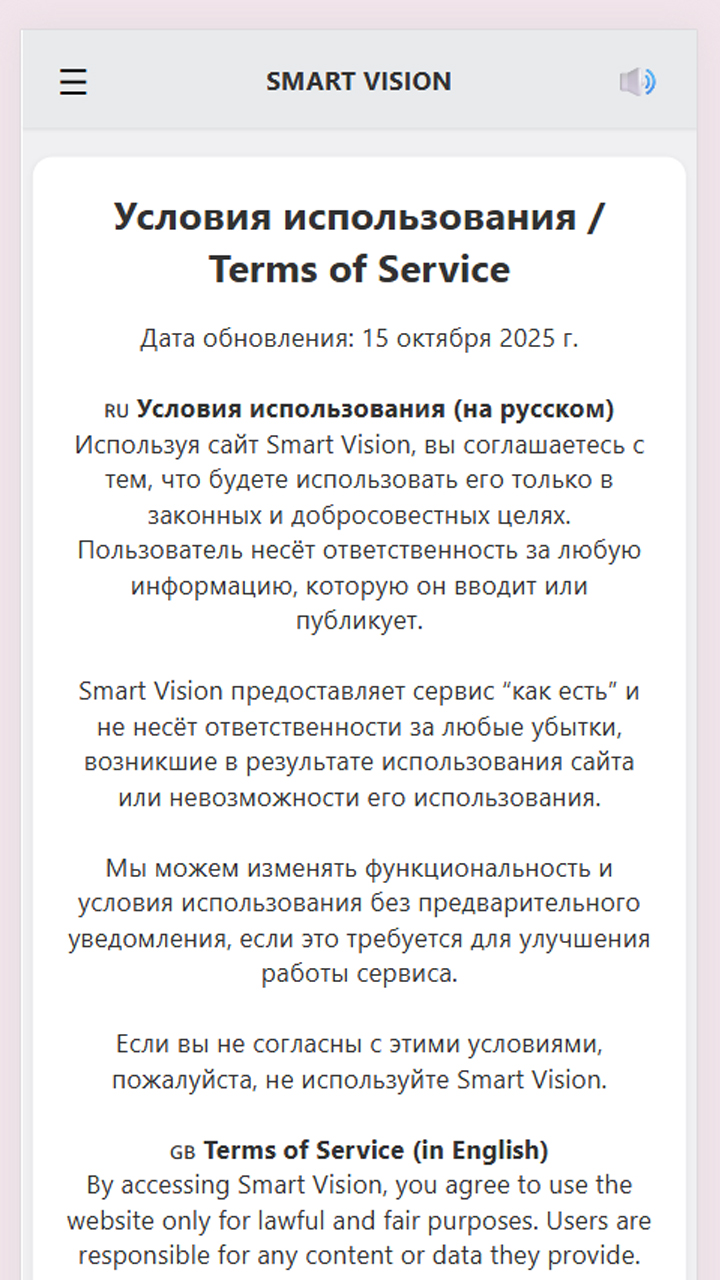 SMART VISION
Условия использования /
Terms of Service
Дата обновления: 15 октября 2025 г.
RU Условия использования (на русском)
Используя сайт Smart Vision, вы соглашаетесь с
тем, что будете использовать его только в
законных и добросовестных целях.
Пользователь несёт ответственность за любую
информацию, которую он вводит или
публикует.
Smart Vision предоставляет сервис “как есть” и
не несёт ответственности за любые убытки,
возникшие в результате использования сайта
или невозможности его использования.
Мы можем изменять функциональность и
условия использования без предварительного
уведомления, если это требуется для улучшения
работы сервиса.
Если вы не согласны с этими условиями,
пожалуйста, не используйте Smart Vision.
GB Terms of Service (in English)
By accessing Smart Vision, you agree to use the
website only for lawful and fair purposes. Users are
responsible for any content or data they provide.